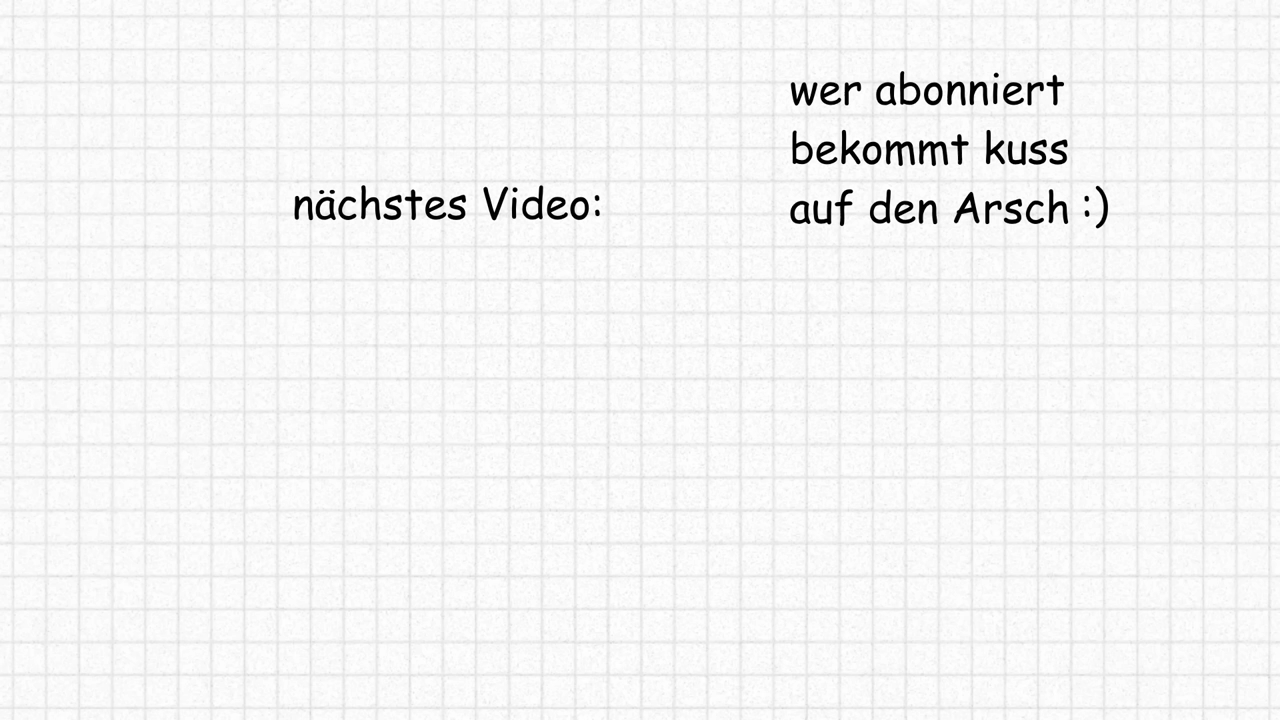 nächstes Video:
wer abonniert
bekommt kuss
auf den Arsch :)